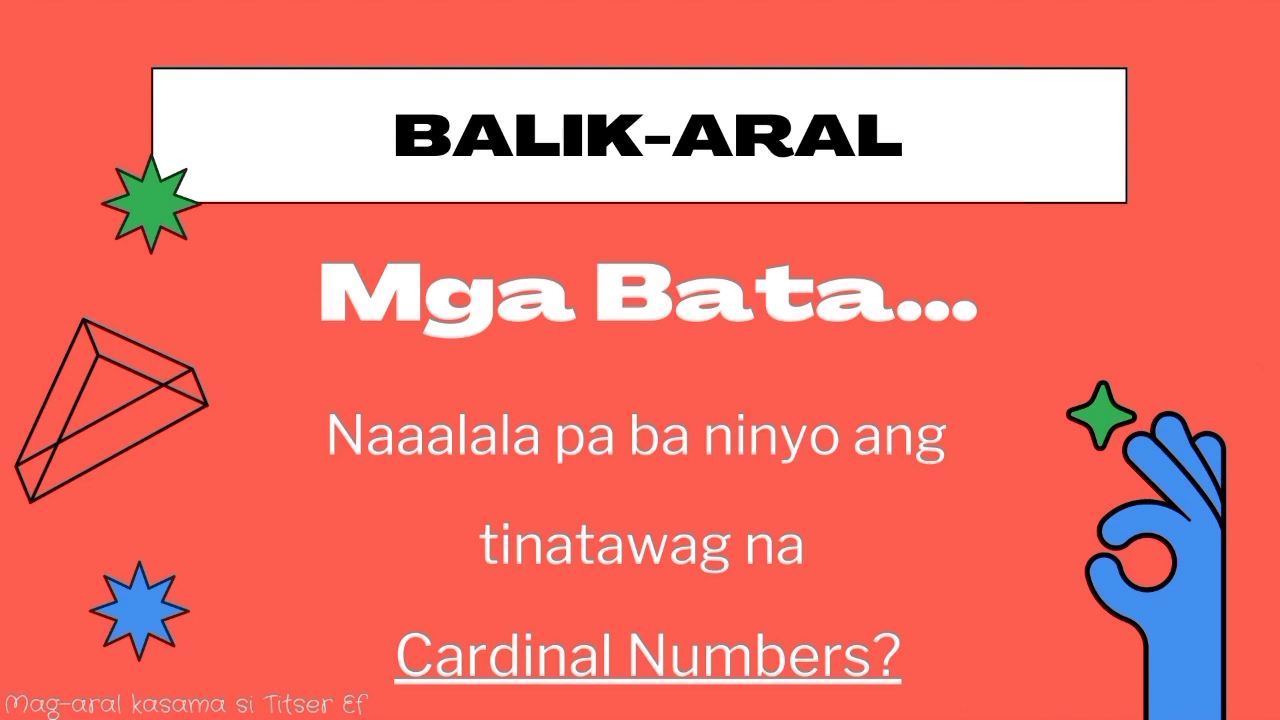 BALIK-ARAL
Mga Bata...
Naaalala pa ba ninyo ang
tinatawag na
Cardinal Numbers?
Mag-aral kasama si Titser Ef